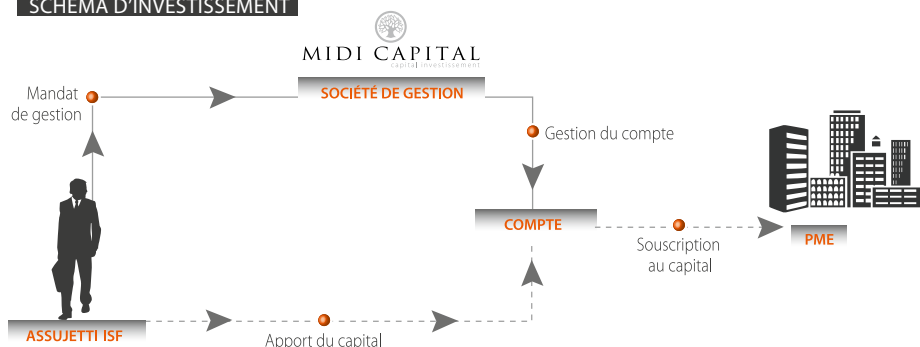 SCHÉMA D'INVESTISSEMENT
MIDI CAPITAL
capital investissement
SOCIÉTÉ DE GESTION
Mandat
de gestion
Gestion du compte
COMPTE
Souscription
au capital
PME
ASSUJETTI ISF
Apport du capital